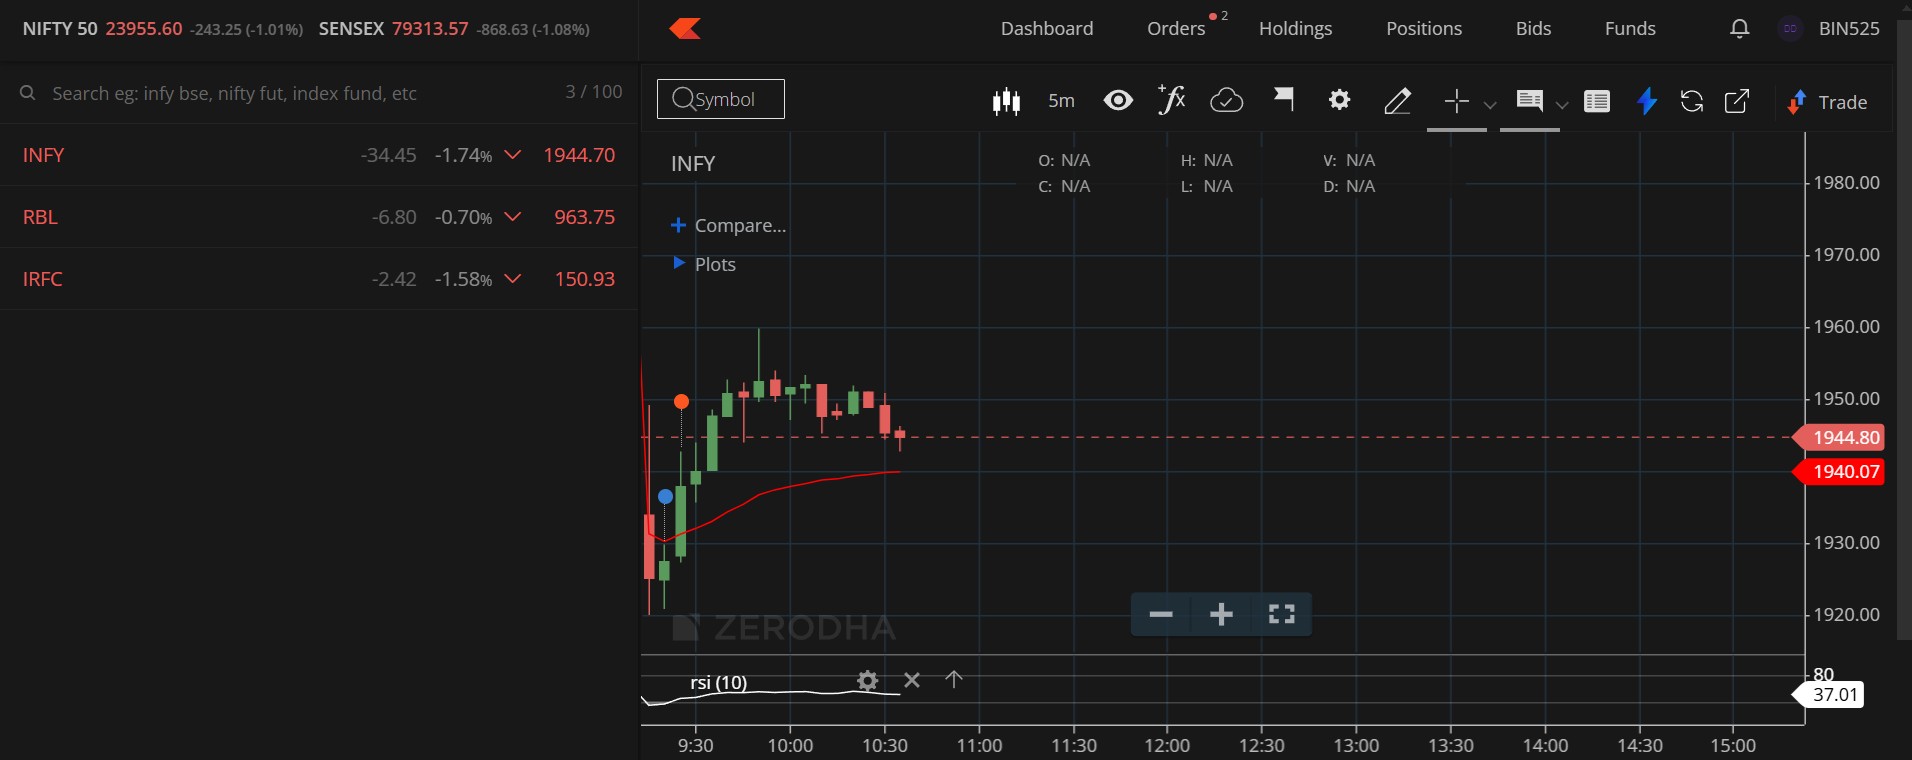 NIFTY 50 23955.60 -243.25 (-1.01%) SENSEX 79313.57 -868.63 (-1.08%)
Dashboard Orders 2 Holdings Positions Bids Funds BIN525
Search eg: infy bse, nifty fut, index fund, etc 3 / 100
INFY -34.45 -1.74% 1944.70
RBL -6.80 -0.70% 963.75
IRFC -2.42 -1.58% 150.93
Symbol 5m +fx Trade
INFY
O: N/A H: N/A V: N/A
C: N/A L: N/A D: N/A
+ Compare...
Plots
1980.00
1970.00
1960.00
1950.00
1944.80
1940.07
1930.00
1920.00
ZERODHA
rsi (10)
80
37.01
9:30 10:00 10:30 11:00 11:30 12:00 12:30 13:00 13:30 14:00 14:30 15:00